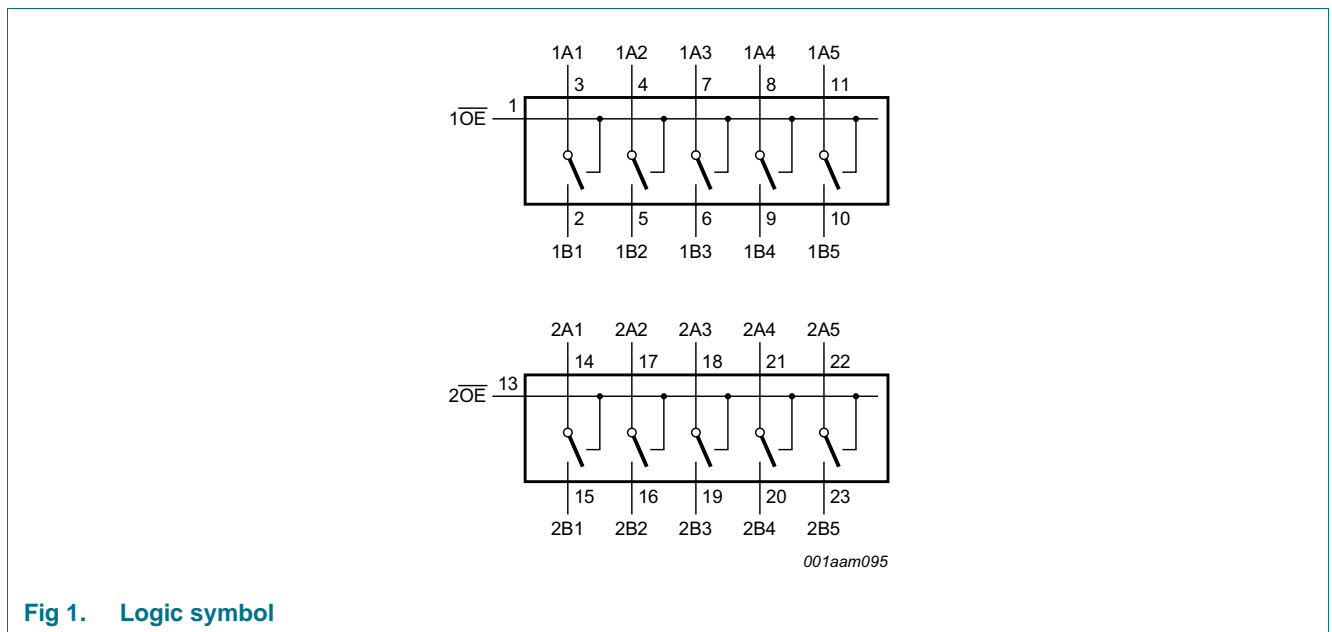 1A1 1A2 1A3 1A4 1A5
3 4 7 8 11
1
1O̅E̅
2 5 6 9 10
1B1 1B2 1B3 1B4 1B5
2A1 2A2 2A3 2A4 2A5
14 17 18 21 22
13
2O̅E̅
15 16 19 20 23
2B1 2B2 2B3 2B4 2B5
001aam095
Fig 1. Logic symbol